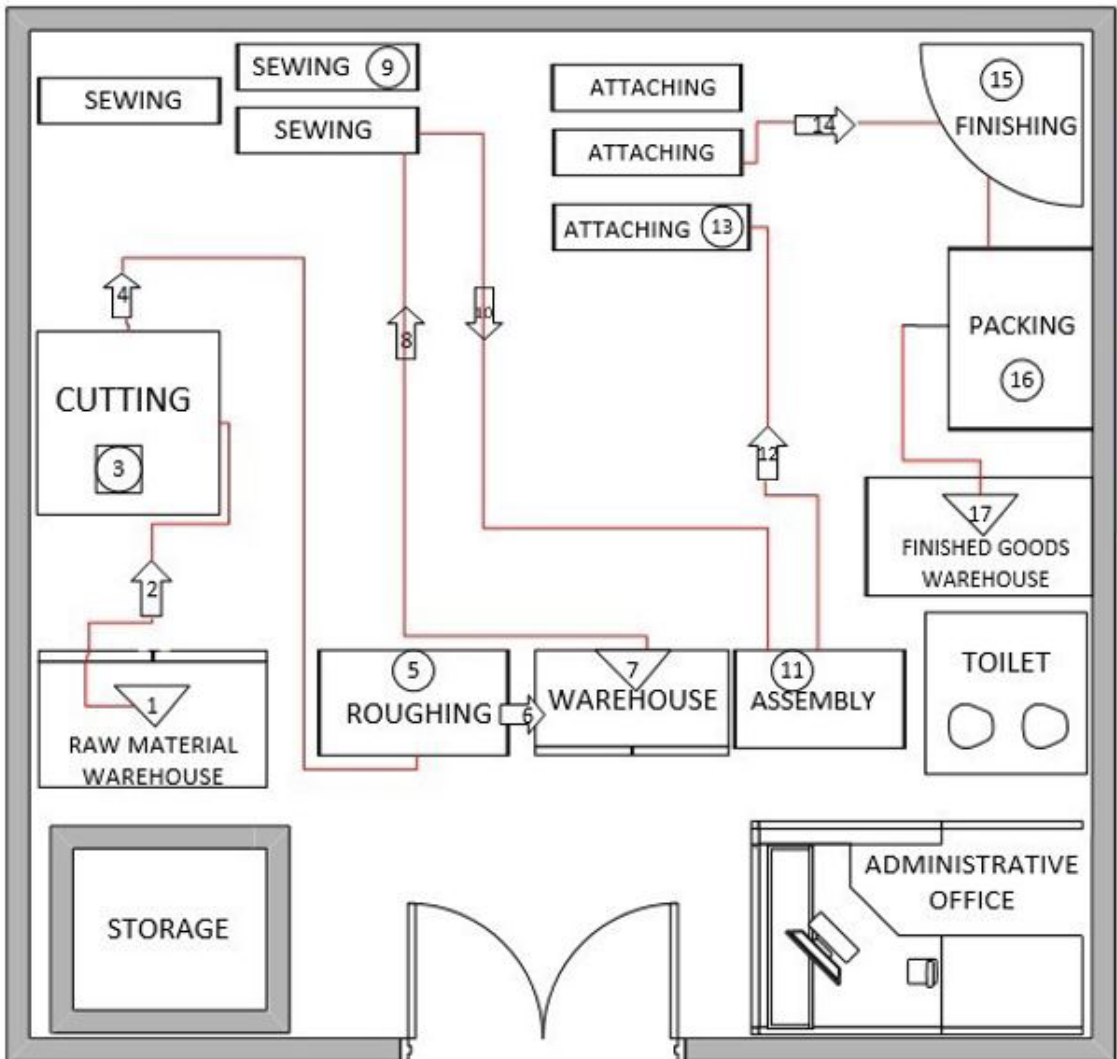 SEWING 9
SEWING
SEWING
ATTACHING
ATTACHING
ATTACHING 13
14
15
FINISHING
4
8
10
12
CUTTING
3
PACKING
16
17
FINISHED GOODS
WAREHOUSE
2
1
RAW MATERIAL
WAREHOUSE
5
ROUGHING
6
7
WAREHOUSE
11
ASSEMBLY
TOILET
STORAGE
ADMINISTRATIVE
OFFICE